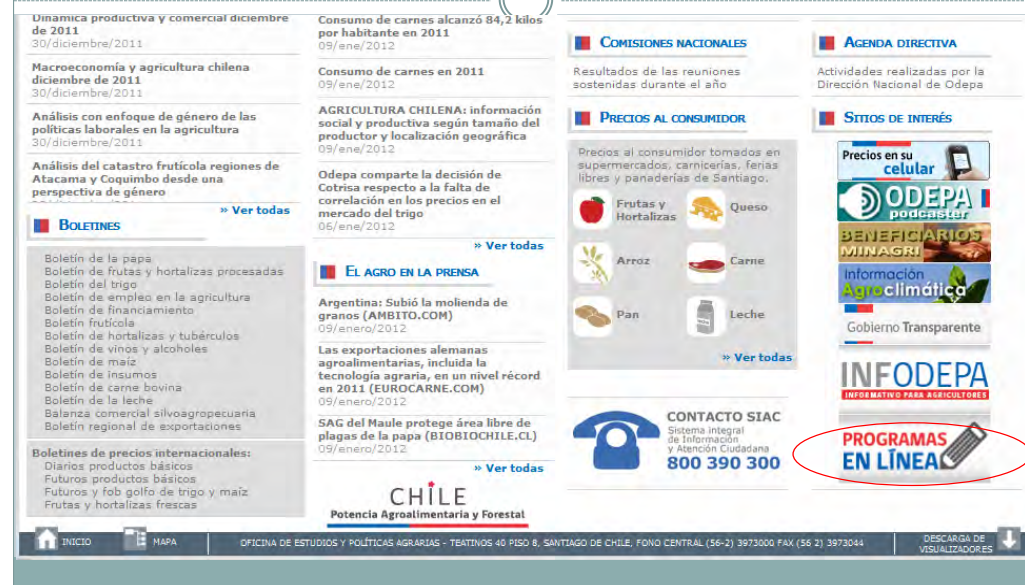 Dinámica productiva y comercial diciembre
de 2011
30/diciembre/2011
Macroeconomía y agricultura chilena
diciembre de 2011
30/diciembre/2011
Análisis con enfoque de género de las
políticas laborales en la agricultura
30/diciembre/2011
Análisis del catastro frutícola regiones de
Atacama y Coquimbo desde una
perspectiva de género
» Ver todas
BOLETINES
Boletín de la papa
Boletín de frutas y hortalizas procesadas
Boletín del trigo
Boletín de empleo en la agricultura
Boletín de financiamiento
Boletín frutícola
Boletín de hortalizas y tubérculos
Boletín de vinos y alcoholes
Boletín de maíz
Boletín de insumos
Boletín de carne bovina
Boletín de la leche
Balanza comercial silvoagropecuaria
Boletín regional de exportaciones
Boletines de precios internacionales:
Diarios productos básicos
Futuros productos básicos
Futuros y fob golfo de trigo y maíz
Frutas y hortalizas frescas
Consumo de carnes alcanzó 84,2 kilos
por habitante en 2011
09/ene/2012
Consumo de carnes en 2011
09/ene/2012
AGRICULTURA CHILENA: información
social y productiva según tamaño del
productor y localización geográfica
09/ene/2012
Odepa comparte la decisión de
Cotrisa respecto a la falta de
correlación en los precios en el
mercado del trigo
06/ene/2012
» Ver todas
EL AGRO EN LA PRENSA
Argentina: Subió la molienda de
granos (AMBITO.COM)
09/enero/2012
Las exportaciones alemanas
agroalimentarias, incluida la
tecnología agraria, en un nivel récord
en 2011 (EUROCARNE.COM)
09/enero/2012
SAG del Maule protege área libre de
plagas de la papa (BIOBIOCHILE.CL)
09/enero/2012
» Ver todas
CHILE
Potencia Agroalimentaria y Forestal
COMISIONES NACIONALES
Resultados de las reuniones
sostenidas durante el año
PRECIOS AL CONSUMIDOR
Precios al consumidor tomados en
supermercados, carnicerías, ferias
libres y panaderías de Santiago.
Frutas y
Hortalizas
Queso
Arroz
Carne
Pan
Leche
» Ver todas
CONTACTO SIAC
Sistema integral
de Información
y Atención Ciudadana
800 390 300
AGENDA DIRECTIVA
Actividades realizadas por la
Dirección Nacional de Odepa
SITIOS DE INTERÉS
Precios en su
celular
ODEPA
podcaster
BENEFICIARIOS
MINAGRI
Información
Agroclimática
Gobierno Transparente
INFODEPA
INFORMATIVO PARA AGRICULTORES
PROGRAMAS
EN LÍNEA
INICIO
MAPA
OFICINA DE ESTUDIOS Y POLÍTICAS AGRARIAS - TEATINOS 40 PISO 8, SANTIAGO DE CHILE, FONO CENTRAL (56-2) 3973000 FAX (56 2) 3973044
DESCARGA DE
VISUALIZADORES